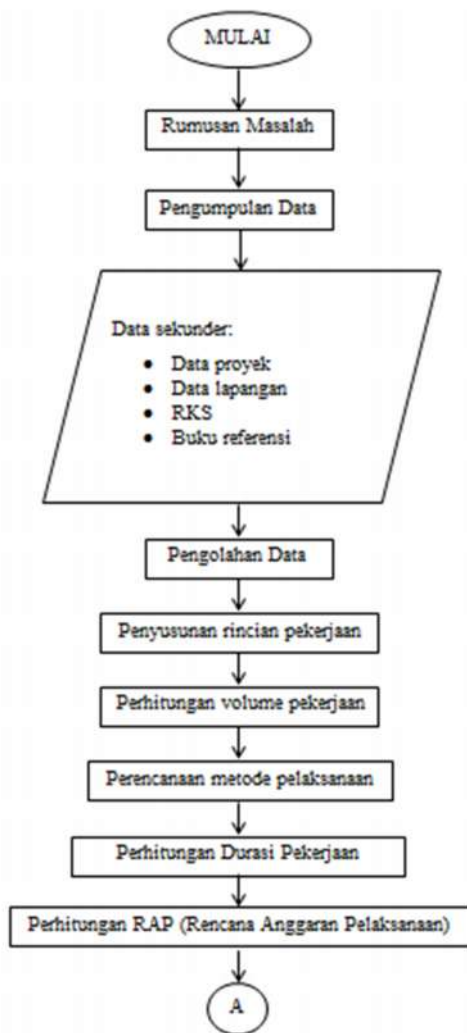 MULAI
Rumusan Masalah
Pengumpulan Data
Data sekunder:
• Data proyek
• Data lapangan
• RKS
• Buku referensi
Pengolahan Data
Penyusunan rincian pekerjaan
Perhitungan volume pekerjaan
Perencanaan metode pelaksanaan
Perhitungan Durasi Pekerjaan
Perhitungan RAP (Rencana Anggaran Pelaksanaan)
A